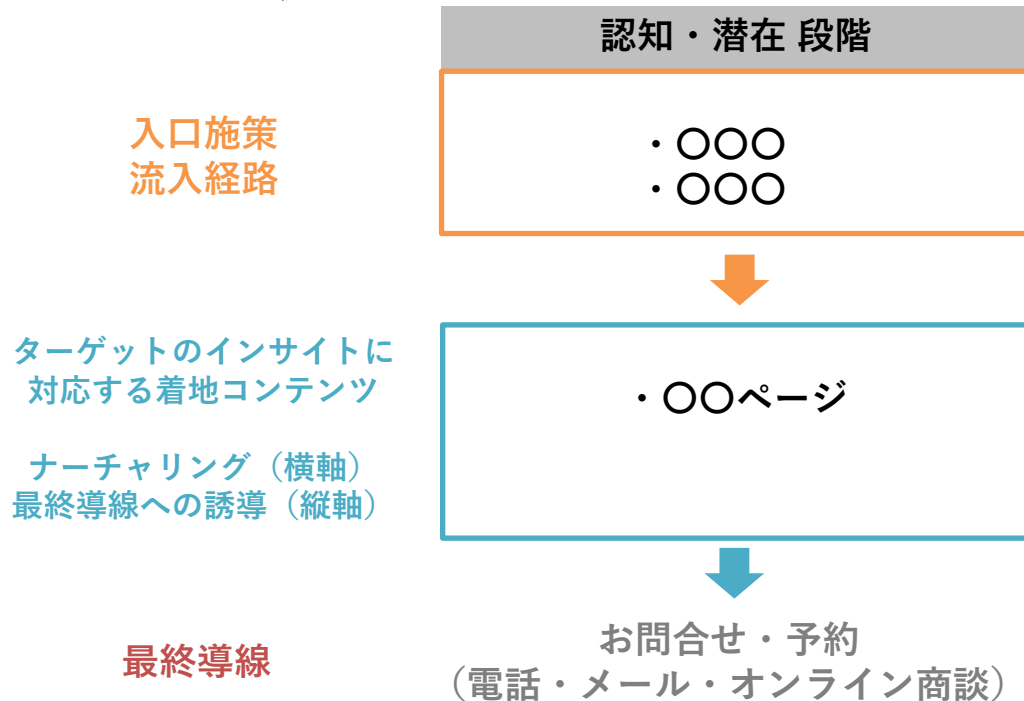 認知・潜在 段階
入口施策
流入経路
・〇〇〇
・〇〇〇
ターゲットのインサイトに
対応する着地コンテンツ
ナーチャリング（横軸）
最終導線への誘導（縦軸）
・〇〇ページ
最終導線
お問合せ・予約
（電話・メール・オンライン商談）